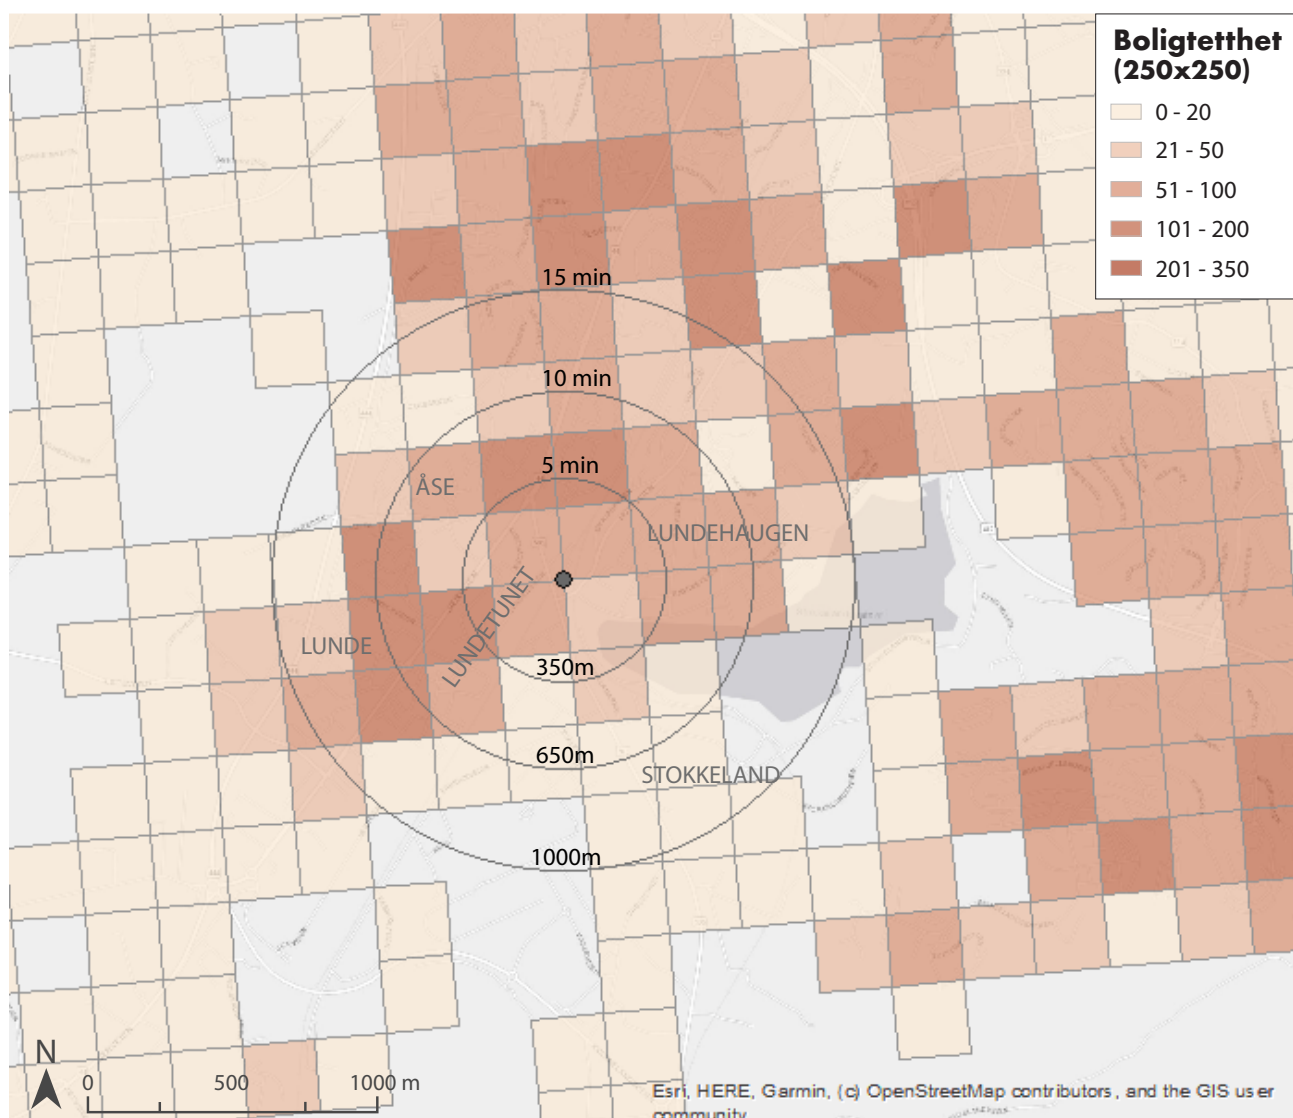 Boligtetthet
(250x250)
0 - 20
21 - 50
51 - 100
101 - 200
201 - 350
15 min
10 min
5 min
ÅSE
LUNDEHAUGEN
LUNDETUNET
LUNDE
350m
650m
STOKKELAND
1000m
N
0 500 1000 m
Esri, HERE, Garmin, (c) OpenStreetMap contributors, and the GIS user
community